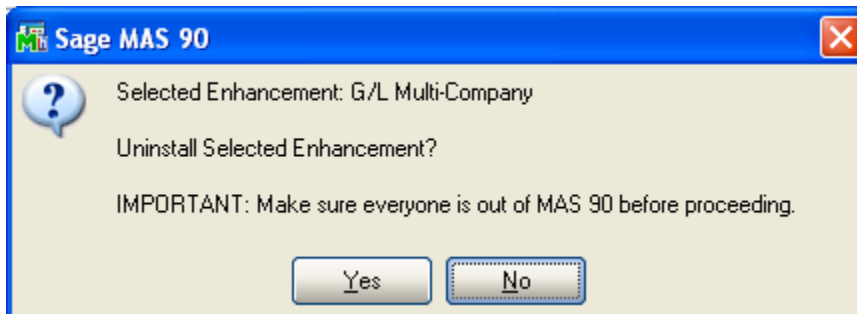 Sage MAS 90
Selected Enhancement: G/L Multi-Company
Uninstall Selected Enhancement?
IMPORTANT: Make sure everyone is out of MAS 90 before proceeding.
Yes
No